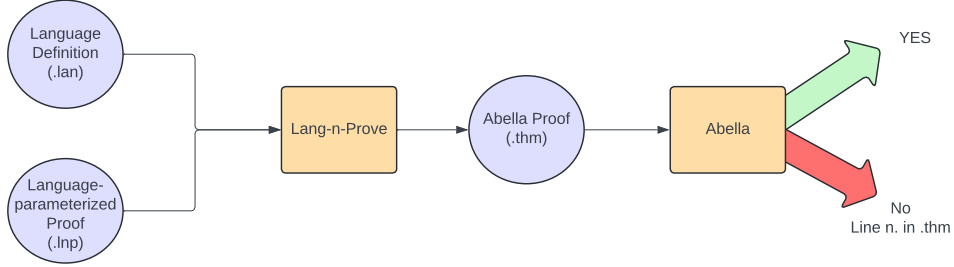 Language
Definition
(.lan)
Language-
parameterized
Proof
(.lnp)
Lang-n-Prove
Abella Proof
(.thm)
Abella
YES
No
Line n. in .thm